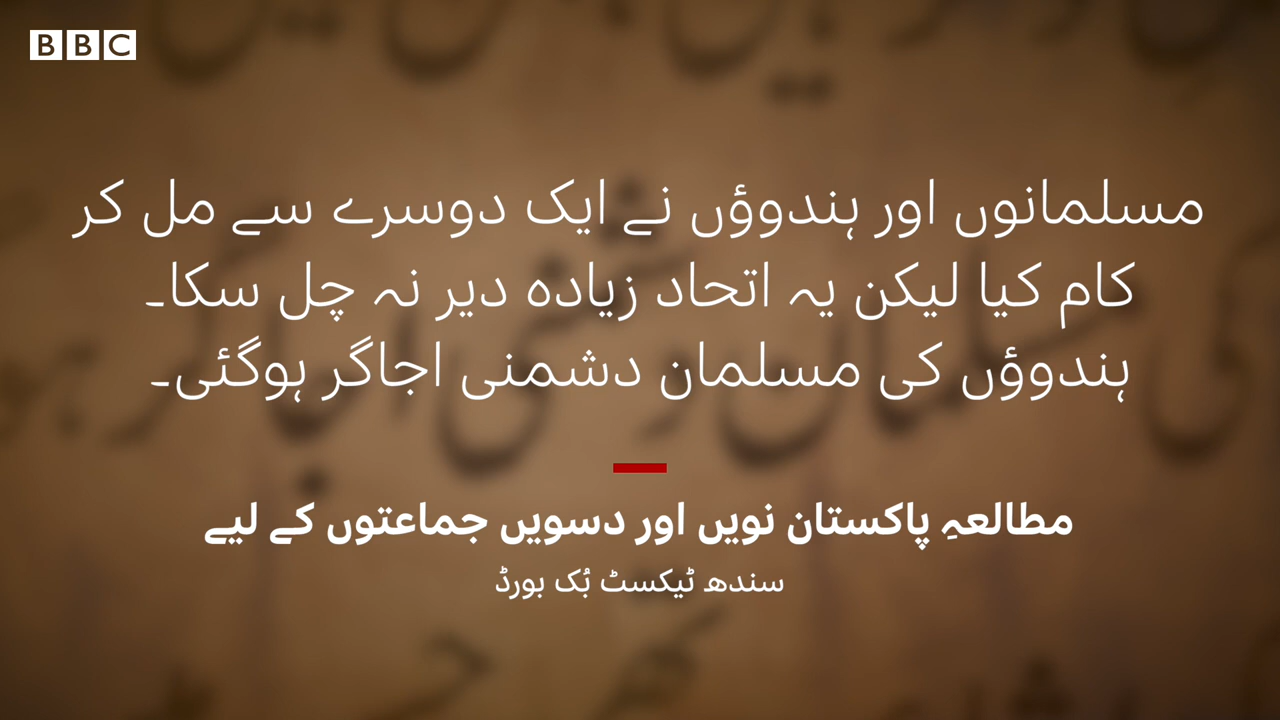 BBC
مسلمانوں اور ہندوؤں نے ایک دوسرے سے مل کر
کام کیا لیکن یہ اتحاد زیادہ دیر نہ چل سکا۔
ہندوؤں کی مسلمان دشمنی اجاگر ہوگئی۔
مطالعہِ پاکستان نویں اور دسویں جماعتوں کے لیے
سندھ ٹیکسٹ بُک بورڈ